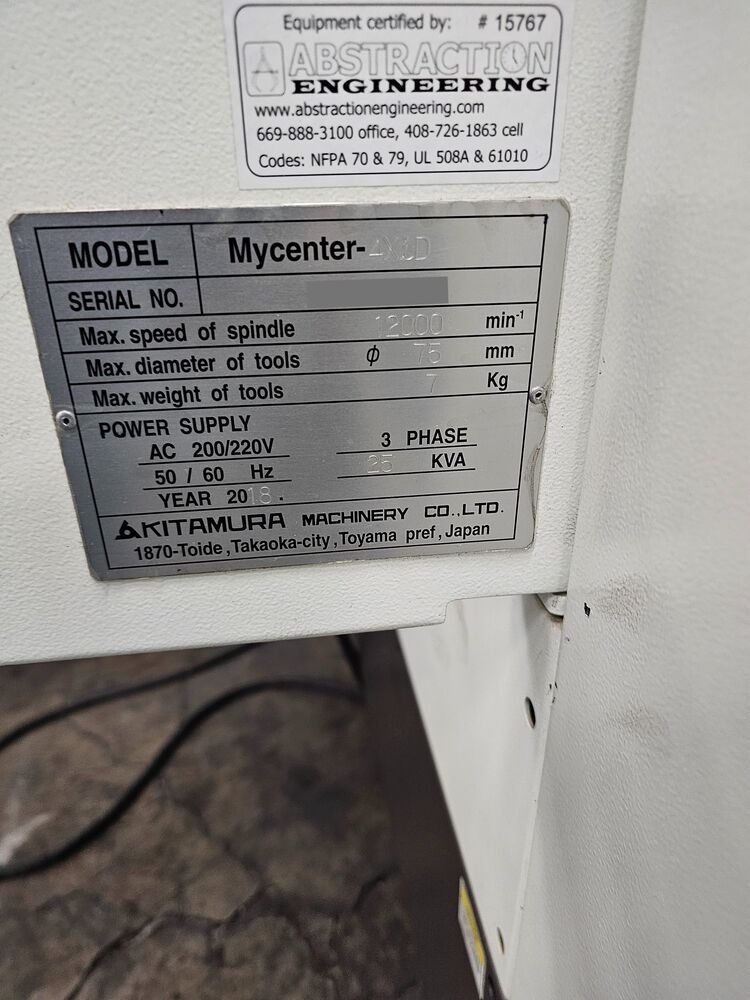 Equipment certified by: # 15767
ABSTRACTION
ENGINEERING
www.abstractionengineering.com
669-888-3100 office, 408-726-1863 cell
Codes: NFPA 70 & 79, UL 508A & 61010
MODEL Mycenter-4XiD
SERIAL NO.
Max. speed of spindle 12000 min-1
Max. diameter of tools φ 75 mm
Max. weight of tools 7 Kg
POWER SUPPLY
AC 200/220V 3 PHASE
50 / 60 Hz 25 KVA
YEAR 2018.
KITAMURA MACHINERY CO.,LTD.
1870-Toide, Takaoka-city, Toyama pref, Japan